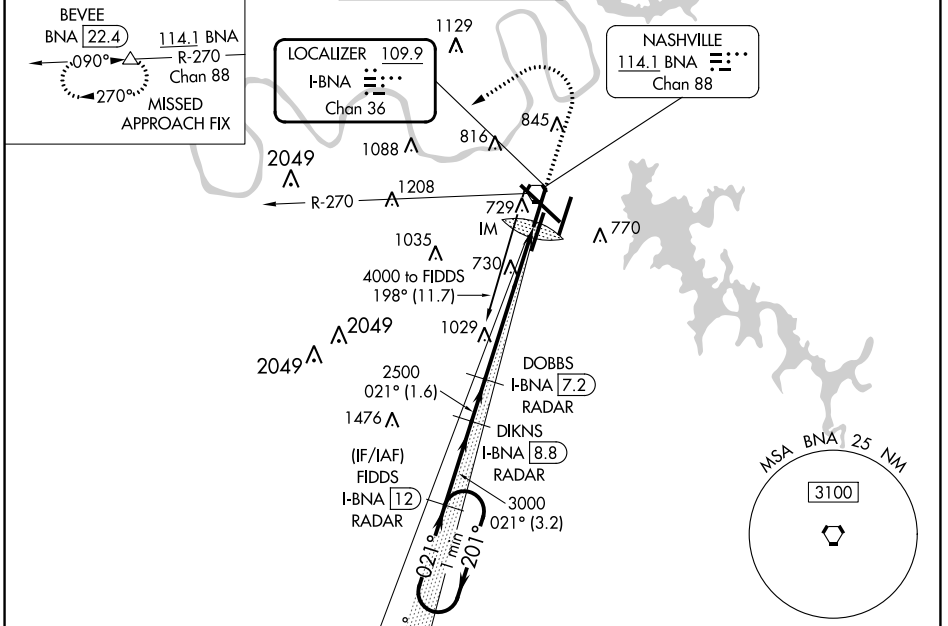 BEVEE
BNA 22.4
114.1 BNA
090°
R-270
Chan 88
270°
MISSED
APPROACH FIX
LOCALIZER 109.9
I-BNA
Chan 36
1129
NASHVILLE
114.1 BNA
Chan 88
845
816
1088
2049
R-270
1208
729
IM
770
1035
730
4000 to FIDDS
198° (11.7)
1029
2049
2049
2500
021° (1.6)
DOBBS
I-BNA 7.2
RADAR
1476
DIKNS
I-BNA 8.8
RADAR
(IF/IAF)
FIDDS
I-BNA 12
RADAR
3000
021° (3.2)
021°
1 min
201°
MSA BNA 25 NM
3100